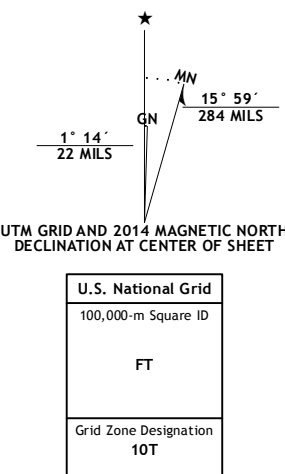 ★
MN
15° 59´
284 MILS
GN
1° 14´
22 MILS
UTM GRID AND 2014 MAGNETIC NORTH
DECLINATION AT CENTER OF SHEET
U.S. National Grid
100,000-m Square ID
FT
Grid Zone Designation
10T